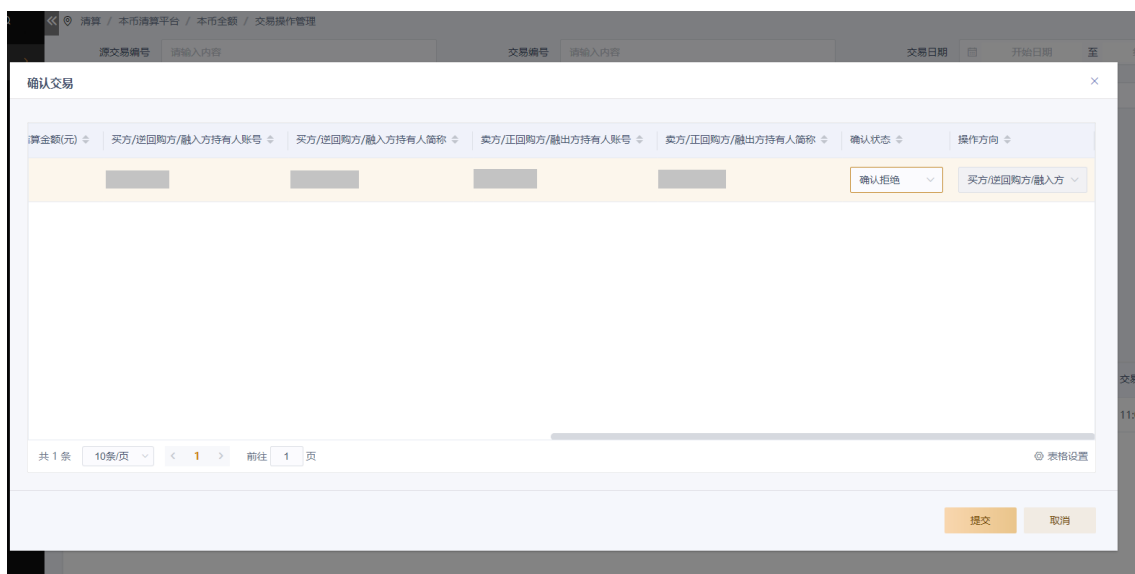 清算 / 本币清算平台 / 本币全额 / 交易操作管理
源交易编号 请输入内容 交易编号 请输入内容 交易日期 开始日期 至
确认交易
算金额(元) 买方/逆回购方/融入方持有人账号 买方/逆回购方/融入方持有人简称 卖方/正回购方/融出方持有人账号 卖方/正回购方/融出方持有人简称 确认状态 操作方向
确认拒绝 买方/逆回购方/融入方
交易
11:
共 1 条 10条/页 1 前往 1 页 表格设置
提交 取消